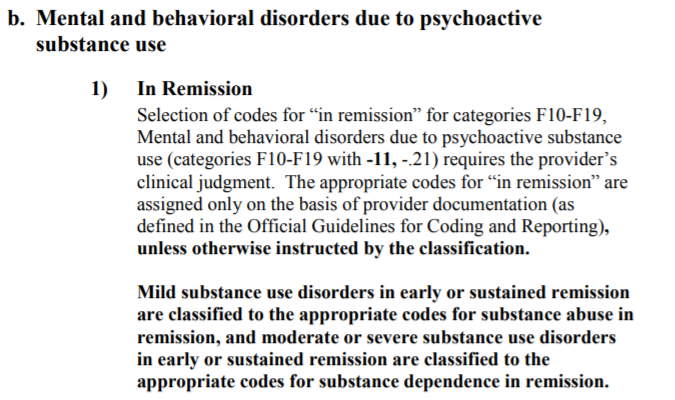 b. Mental and behavioral disorders due to psychoactive
substance use
1) In Remission
Selection of codes for “in remission” for categories F10-F19,
Mental and behavioral disorders due to psychoactive substance
use (categories F10-F19 with -11, -.21) requires the provider’s
clinical judgment. The appropriate codes for “in remission” are
assigned only on the basis of provider documentation (as
defined in the Official Guidelines for Coding and Reporting),
unless otherwise instructed by the classification.
Mild substance use disorders in early or sustained remission
are classified to the appropriate codes for substance abuse in
remission, and moderate or severe substance use disorders
in early or sustained remission are classified to the
appropriate codes for substance dependence in remission.